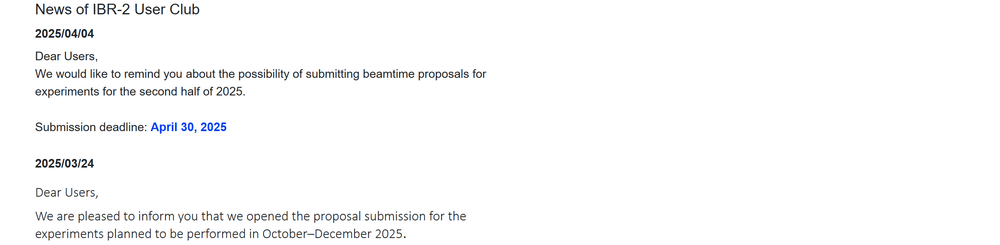 News of IBR-2 User Club
2025/04/04
Dear Users,
We would like to remind you about the possibility of submitting beamtime proposals for
experiments for the second half of 2025.
Submission deadline: April 30, 2025
2025/03/24
Dear Users,
We are pleased to inform you that we opened the proposal submission for the
experiments planned to be performed in October–December 2025.